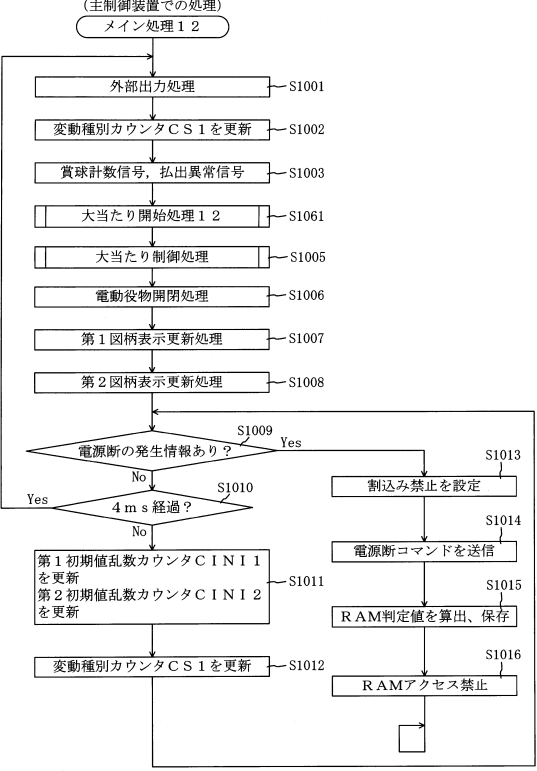 (主制御装置での処理)
メイン処理12
外部出力処理
S1001
変動種別カウンタCS1を更新
S1002
賞球計数信号,払出異常信号
S1003
大当たり開始処理12
S1061
大当たり制御処理
S1005
電動役物開閉処理
S1006
第1図柄表示更新処理
S1007
第2図柄表示更新処理
S1008
S1009
電源断の発生情報あり?
Yes
No
S1010
4ms経過?
Yes
No
第1初期値乱数カウンタCINI1
を更新
第2初期値乱数カウンタCINI2
を更新
S1011
変動種別カウンタCS1を更新
S1012
S1013
割込み禁止を設定
S1014
電源断コマンドを送信
S1015
RAM判定値を算出、保存
S1016
RAMアクセス禁止